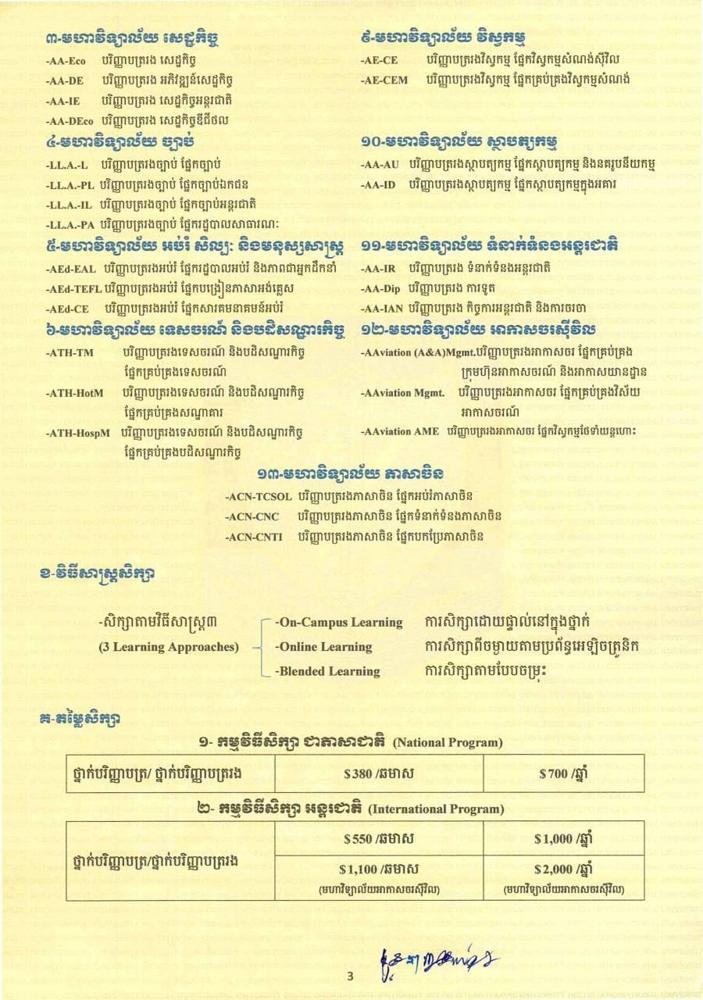 ៣-មហាវិទ្យាល័យ សេដ្ឋកិច្ច
-AA-Eco បរិញ្ញាបត្ររង សេដ្ឋកិច្ច
-AA-DE បរិញ្ញាបត្ររង អភិវឌ្ឍន៍សេដ្ឋកិច្ច
-AA-IE បរិញ្ញាបត្ររង សេដ្ឋកិច្ចអន្តរជាតិ
-AA-DEco បរិញ្ញាបត្ររង សេដ្ឋកិច្ចឌីជីថល
៤-មហាវិទ្យាល័យ ច្បាប់
-LL.A.-L បរិញ្ញាបត្ររងច្បាប់ ផ្នែកច្បាប់
-LL.A.-PL បរិញ្ញាបត្ររងច្បាប់ ផ្នែកច្បាប់ឯកជន
-LL.A.-IL បរិញ្ញាបត្ររងច្បាប់ ផ្នែកច្បាប់អន្តរជាតិ
-LL.A.-PA បរិញ្ញាបត្ររងច្បាប់ ផ្នែករដ្ឋបាលសាធារណៈ
៥-មហាវិទ្យាល័យ អប់រំ សិល្បៈ និងមនុស្សសាស្ត្រ
-AEd-EAL បរិញ្ញាបត្ររងអប់រំ ផ្នែករដ្ឋបាលអប់រំ និងភាពជាអ្នកដឹកនាំ
-AEd-TEFL បរិញ្ញាបត្ររងអប់រំ ផ្នែកបង្រៀនភាសាអង់គ្លេស
-AEd-CE បរិញ្ញាបត្ររងអប់រំ ផ្នែកសារគមនាគមន៍អប់រំ
៦-មហាវិទ្យាល័យ ទេសចរណ៍ និងបដិសណ្ឋារកិច្ច
-ATH-TM បរិញ្ញាបត្ររងទេសចរណ៍ និងបដិសណ្ឋារកិច្ច
ផ្នែកគ្រប់គ្រងទេសចរណ៍
-ATH-HotM បរិញ្ញាបត្ររងទេសចរណ៍ និងបដិសណ្ឋារកិច្ច
ផ្នែកគ្រប់គ្រងសណ្ឋាគារ
-ATH-HospM បរិញ្ញាបត្ររងទេសចរណ៍ និងបដិសណ្ឋារកិច្ច
ផ្នែកគ្រប់គ្រងបដិសណ្ឋារកិច្ច
៩-មហាវិទ្យាល័យ វិស្វកម្ម
-AE-CE បរិញ្ញាបត្ររងវិស្វកម្ម ផ្នែកវិស្វកម្មសំណង់ស៊ីវិល
-AE-CEM បរិញ្ញាបត្ររងវិស្វកម្ម ផ្នែកគ្រប់គ្រងវិស្វកម្មសំណង់
១០-មហាវិទ្យាល័យ ស្ថាបត្យកម្ម
-AA-AU បរិញ្ញាបត្ររងស្ថាបត្យកម្ម ផ្នែកស្ថាបត្យកម្ម និងនគរូបនីយកម្ម
-AA-ID បរិញ្ញាបត្ររងស្ថាបត្យកម្ម ផ្នែកស្ថាបត្យកម្មក្នុងអគារ
១១-មហាវិទ្យាល័យ ទំនាក់ទំនងអន្តរជាតិ
-AA-IR បរិញ្ញាបត្ររង ទំនាក់ទំនងអន្តរជាតិ
-AA-Dip បរិញ្ញាបត្ររង ការទូត
-AA-IAN បរិញ្ញាបត្ររង កិច្ចការអន្តរជាតិ និងការចរចា
១២-មហាវិទ្យាល័យ អាកាសចរស៊ីវិល
-AAviation (A&A)Mgmt.បរិញ្ញាបត្ររងអាកាសចរ ផ្នែកគ្រប់គ្រង
ក្រុមហ៊ុនអាកាសចរណ៍ និងអាកាសយានដ្ឋាន
-AAviation Mgmt. បរិញ្ញាបត្ររងអាកាសចរ ផ្នែកគ្រប់គ្រងវិស័យ
អាកាសចរណ៍
-AAviation AME បរិញ្ញាបត្ររងអាកាសចរ ផ្នែកវិស្វកម្មថែទាំយន្តហោះ
១៣-មហាវិទ្យាល័យ ភាសាចិន
-ACN-TCSOL បរិញ្ញាបត្ររងភាសាចិន ផ្នែកអប់រំភាសាចិន
-ACN-CNC បរិញ្ញាបត្ររងភាសាចិន ផ្នែកទំនាក់ទំនងភាសាចិន
-ACN-CNTI បរិញ្ញាបត្ររងភាសាចិន ផ្នែកបកប្រែភាសាចិន
ខ-វិធីសាស្ត្រសិក្សា
-សិក្សាតាមវិធីសាស្ត្រ៣
(3 Learning Approaches)
-On-Campus Learning ការសិក្សាដោយផ្ទាល់នៅក្នុងថ្នាក់
-Online Learning ការសិក្សាពីចម្ងាយតាមប្រព័ន្ធអេឡិចត្រូនិក
-Blended Learning ការសិក្សាតាមបែបចម្រុះ
គ-តម្លៃសិក្សា
១- កម្មវិធីសិក្សា ជាភាសាជាតិ (National Program)
ថ្នាក់បរិញ្ញាបត្រ/ ថ្នាក់បរិញ្ញាបត្ររង $380 /ឆមាស $700 /ឆ្នាំ
២- កម្មវិធីសិក្សា អន្តរជាតិ (International Program)
ថ្នាក់បរិញ្ញាបត្រ/ថ្នាក់បរិញ្ញាបត្ររង
$550 /ឆមាស $1,000 /ឆ្នាំ
$1,100 /ឆមាស $2,000 /ឆ្នាំ
(មហាវិទ្យាល័យអាកាសចរស៊ីវិល) (មហាវិទ្យាល័យអាកាសចរស៊ីវិល)
3